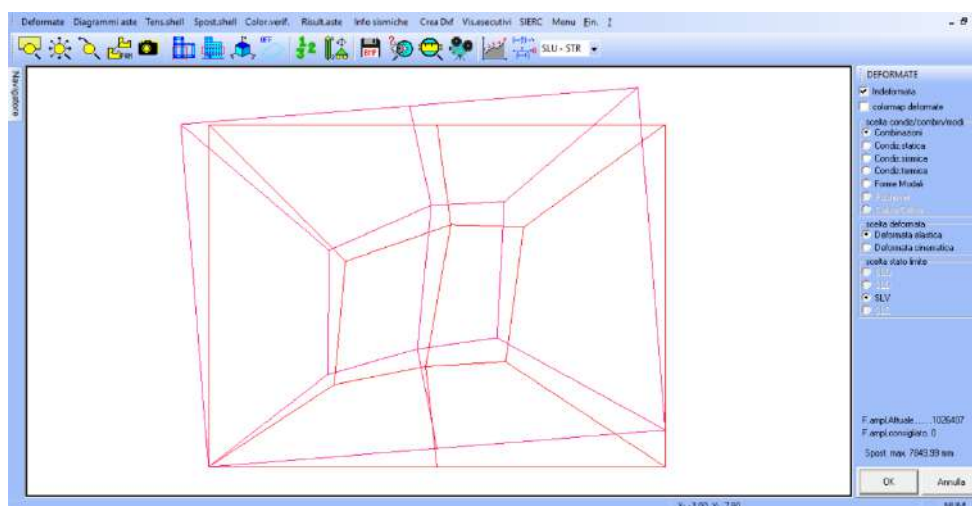 Deformate Diagrammi aste Tens.shell Spost.shell Color.verif. Risult.aste Info sismiche Crea Dxf Vis.esecutivi SIERC Menu Fin. ?
SLU - STR
Navigatore
DEFORMATE
Indeformata
colormap deformate
scelta condiz/combin/modi
Combinazioni
Condiz.statica
Condiz.sismica
Condiz.termica
Forme Modali
scelta deformata
Deformata elastica
Deformata cinematica
scelta stato limite
SLV
F.ampl.Attuale......1026407
F.ampl.consigliato. 0
Spost. max. 7843.99 mm
OK Annulla